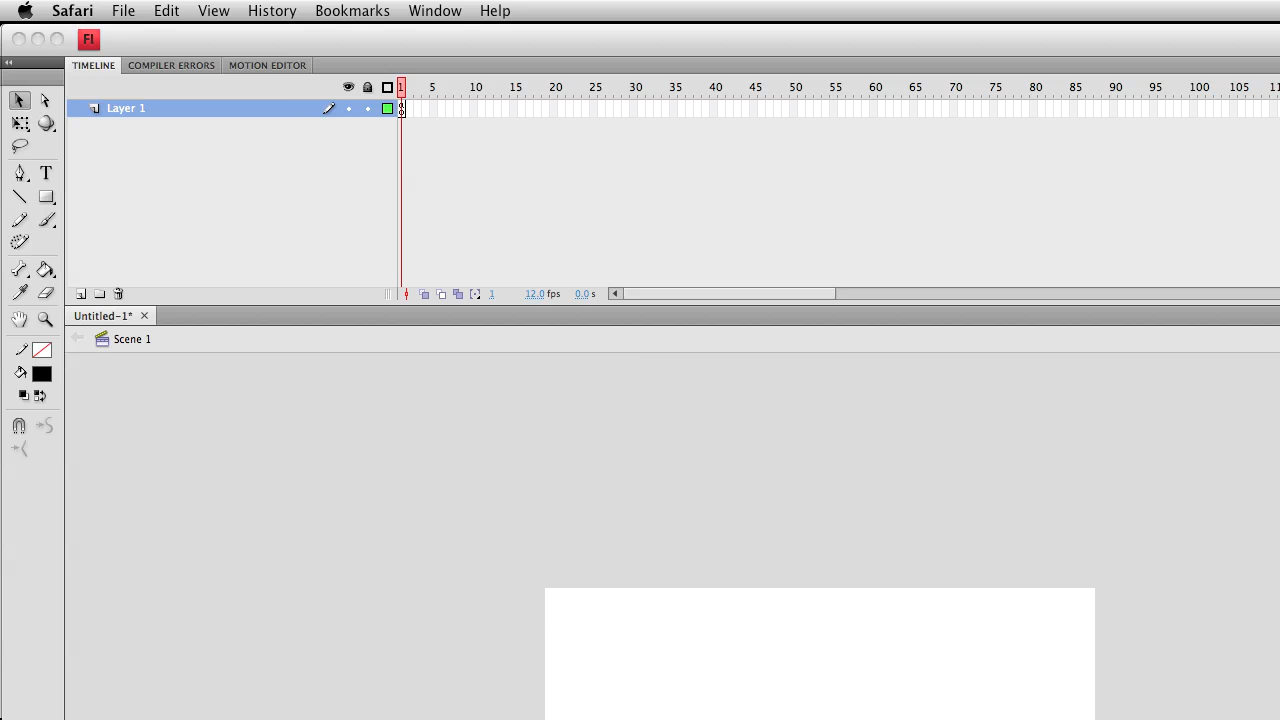 Safari File Edit View History Bookmarks Window Help
Fl
TIMELINE COMPILER ERRORS MOTION EDITOR
1 5 10 15 20 25 30 35 40 45 50 55 60 65 70 75 80 85 90 95 100 105 11
Layer 1
T
1 12.0 fps 0.0 s
Untitled-1*
Scene 1